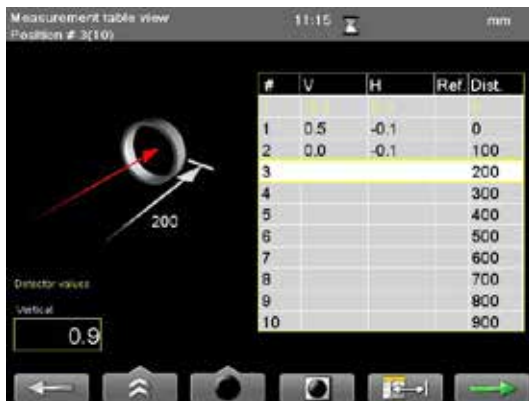 Measurement table view 11:15 mm
Position # 3(10)
# V H Ref. Dist.
1 0.5 -0.1 0
2 0.0 -0.1 100
3 200
4 300
5 400
6 500
7 600
8 700
9 800
10 900
200
Detector values
Vertical
0.9